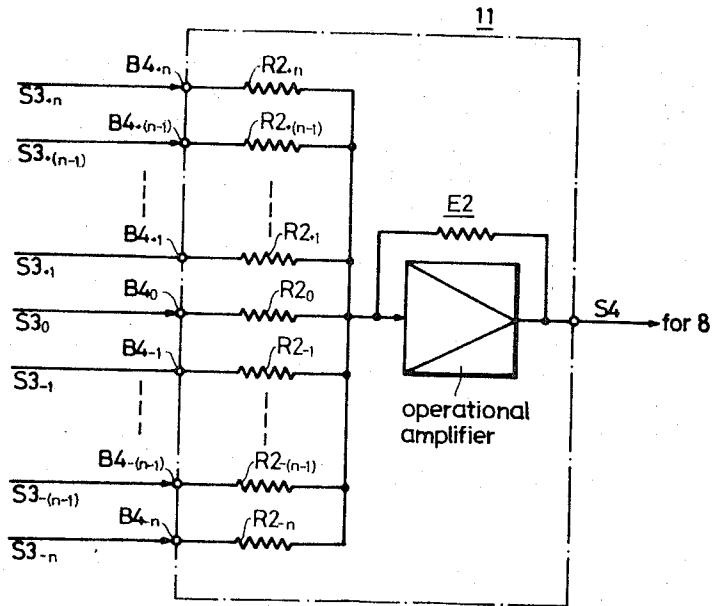 11
B4+n
R2+n
S3+n
B4+(n-1)
R2+(n-1)
S3+(n-1)
B4+1
R2+1
S3+1
B40
R20
S30
B4-1
R2-1
S3-1
E2
S4
for 8
operational
amplifier
B4-(n-1)
R2-(n-1)
S3-(n-1)
B4-n
R2-n
S3-n